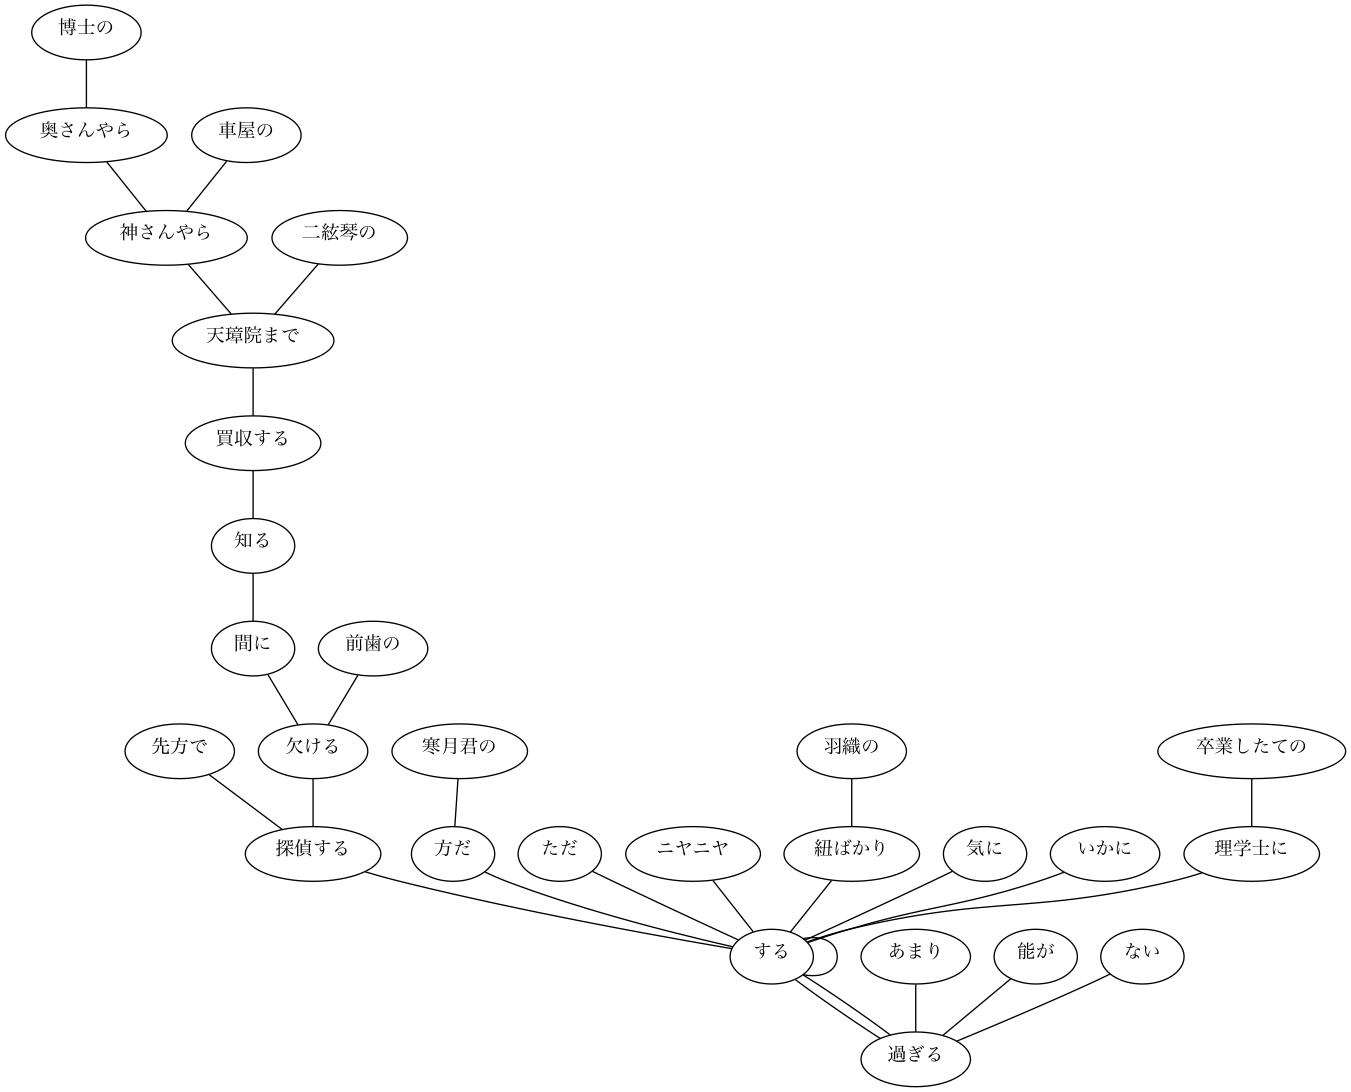 博士の
奥さんやら
車屋の
神さんやら
二絃琴の
天璋院まで
買収する
知る
間に
前歯の
先方で
欠ける
寒月君の
羽織の
卒業したての
探偵する
方だ
ただ
ニヤニヤ
紐ばかり
気に
いかに
理学士に
する
あまり
能が
ない
過ぎる